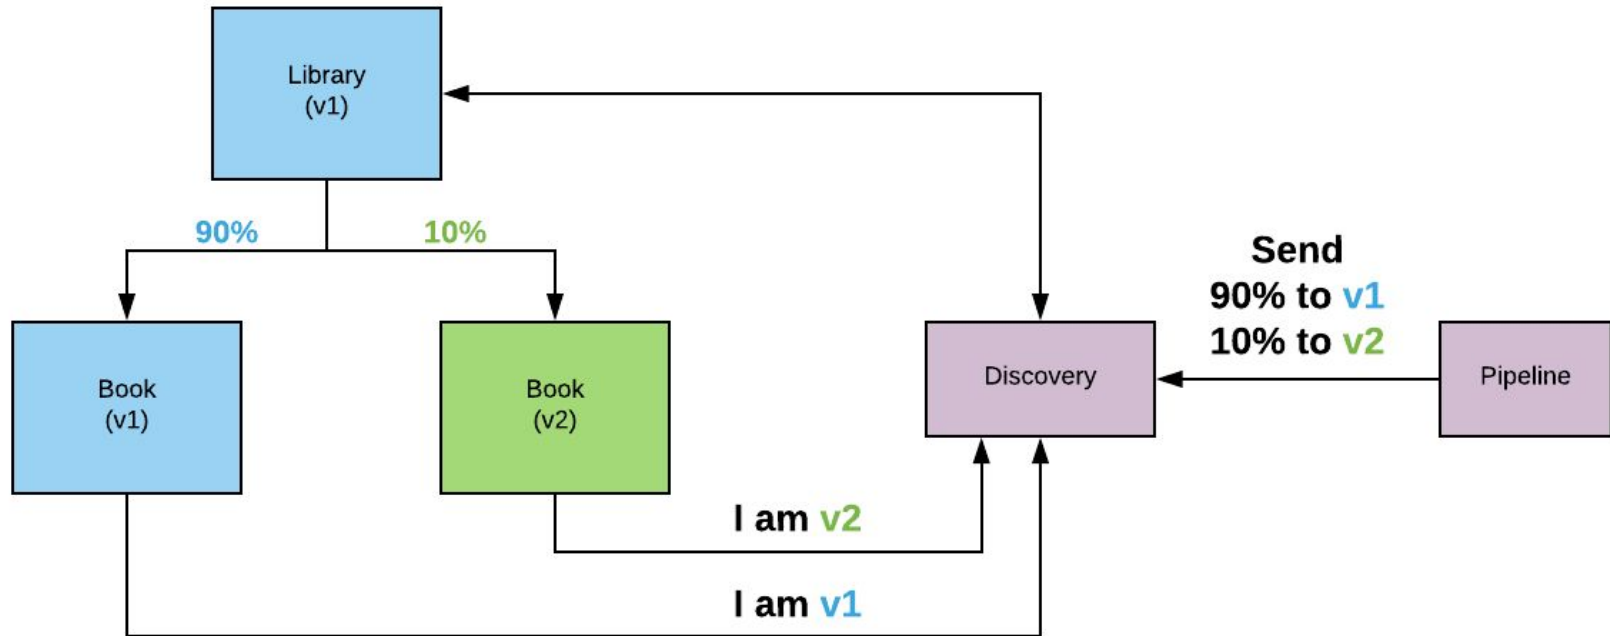 Library
(v1)
90%
10%
Send
90% to v1
10% to v2
Book
(v1)
Book
(v2)
Discovery
Pipeline
I am v2
I am v1